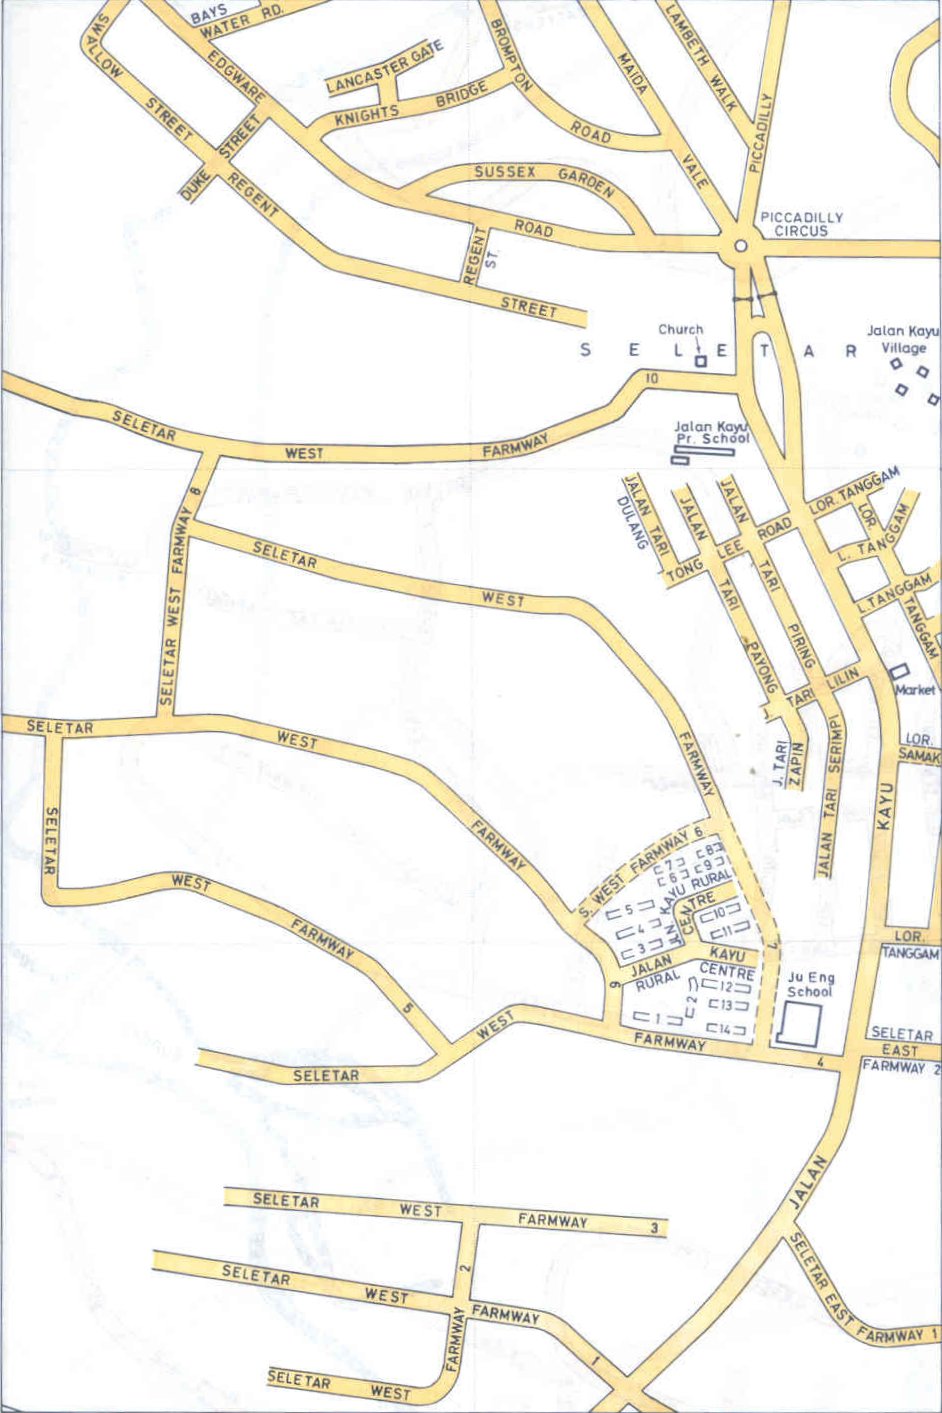 BAYS
WATER RD.
SWALLOW
STREET
EDGWARE
LANCASTER GATE
KNIGHTS BRIDGE
BROMPTON
ROAD
MAIDA
VALE
LAMBETH WALK
PICCADILLY
DUKE STREET
REGENT
SUSSEX GARDEN
ROAD
REGENT
ST.
STREET
PICCADILLY
CIRCUS
Church
SELETAR
Jalan Kayu
Village
10
SELETAR
WEST
FARMWAY
Jalan Kayu
Pr. School
SELETAR WEST FARMWAY 8
SELETAR
WEST
FARMWAY
7
JALAN TARI
DULANG
JALAN
TARI
PAYONG
JALAN
TARI
PIRING
TONG LEE ROAD
LOR. TANGGAM
LOR.
TANGGAM
L. TANGGAM
L. TANGGAM
Market
J. TARI LILIN
J. TARI
ZAPIN
JALAN TARI SERIMPI
KAYU
LOR.
SAMAK
SELETAR
WEST
FARMWAY
6
S. WEST FARMWAY 6
SELETAR
WEST
FARMWAY
5
JLN KAYU RURAL
CENTRE
JALAN
KAYU
RURAL
CENTRE
1
2
3
4
5
6
7
8
9
10
11
12
13
14
Ju Eng
School
LOR.
TANGGAM
SELETAR
WEST
FARMWAY
4
SELETAR
EAST
FARMWAY 2
JALAN
SELETAR
WEST
FARMWAY
3
SELETAR
WEST
FARMWAY
1
SELETAR
WEST
FARMWAY
2
SELETAR EAST FARMWAY 1